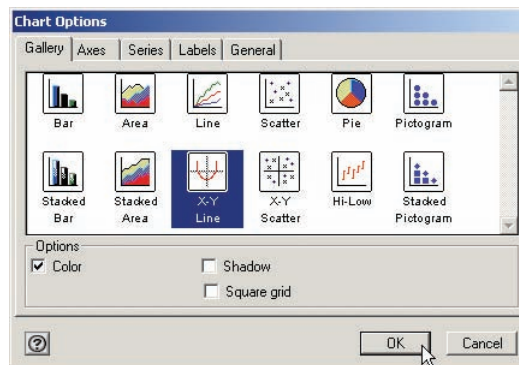 Chart Options
Gallery Axes Series Labels General
Bar Area Line Scatter Pie Pictogram
Stacked Stacked X-Y X-Y Hi-Low Stacked
Bar Area Line Scatter Pictogram
Options
Color Shadow
Square grid
? OK Cancel